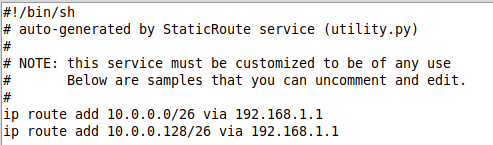 #!/bin/sh
# auto-generated by StaticRoute service (utility.py)
#
# NOTE: this service must be customized to be of any use
#       Below are samples that you can uncomment and edit.
#
ip route add 10.0.0.0/26 via 192.168.1.1
ip route add 10.0.0.128/26 via 192.168.1.1